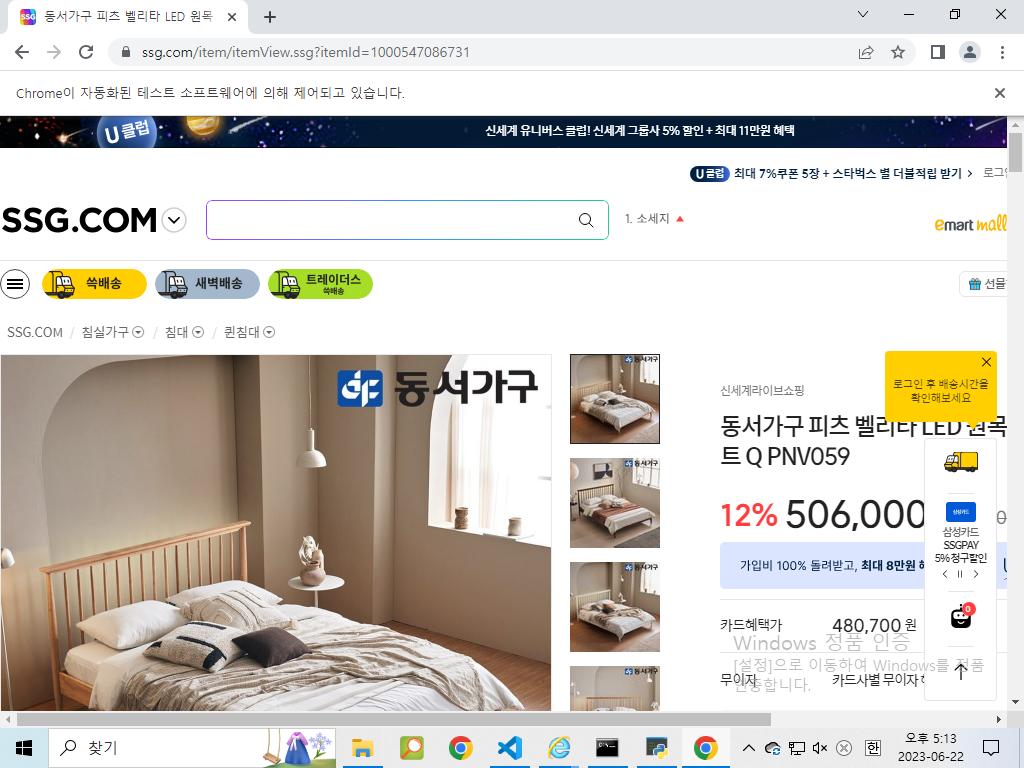 동서가구 피츠 벨리타 LED 원목
ssg.com/item/itemView.ssg?itemId=1000547086731
Chrome이 자동화된 테스트 소프트웨어에 의해 제어되고 있습니다.
U 클럽
신세계 유니버스 클럽! 신세계 그룹사 5% 할인 + 최대 11만원 혜택
U 클럽 최대 7%쿠폰 5장 + 스타벅스 별 더블적립 받기 > 로그인
SSG.COM
1. 소세지
emart mall
쓱배송
새벽배송
트레이더스
쓱배송
선물
SSG.COM / 침실가구 / 침대 / 퀸침대
동서가구
로그인 후 배송시간을
확인해보세요
신세계라이브쇼핑
동서가구 피츠 벨리타 LED 원목
트 Q PNV059
12% 506,000
가입비 100% 돌려받고, 최대 8만원
삼성카드
삼성카드
SSGPAY
5% 청구할인
0
카드혜택가 480,700 원
무이자 카드사별 무이자
Windows 정품 인증
[설정]으로 이동하여 Windows를 정품
인증합니다.
찾기
오후 5:13
한
2023-06-22